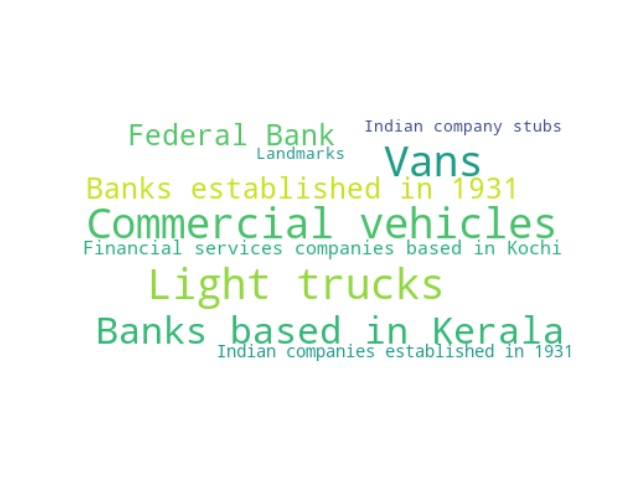 Indian company stubs
Federal Bank
Landmarks
Vans
Banks established in 1931
Commercial vehicles
Financial services companies based in Kochi
Light trucks
Banks based in Kerala
Indian companies established in 1931